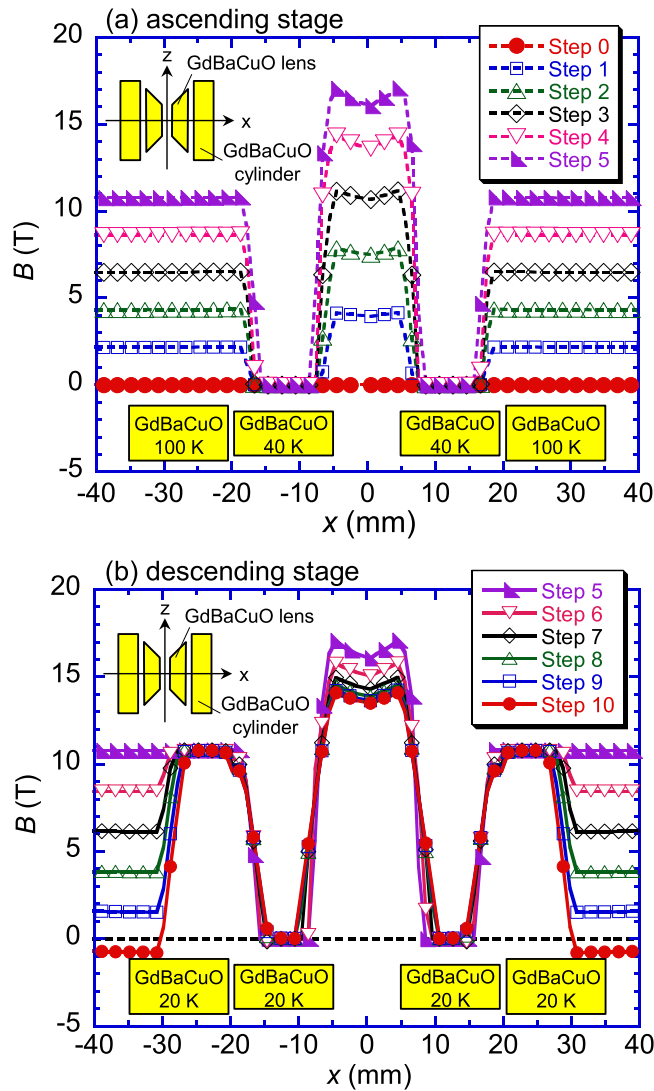 (a) ascending stage
20
15
10
5
0
-5
B (T)
z
GdBaCuO lens
x
GdBaCuO
cylinder
Step 0
Step 1
Step 2
Step 3
Step 4
Step 5
GdBaCuO
100 K
GdBaCuO
40 K
GdBaCuO
40 K
GdBaCuO
100 K
-40 -30 -20 -10 0 10 20 30 40
x (mm)
(b) descending stage
20
15
10
5
0
-5
B (T)
z
GdBaCuO lens
x
GdBaCuO
cylinder
Step 5
Step 6
Step 7
Step 8
Step 9
Step 10
GdBaCuO
20 K
GdBaCuO
20 K
GdBaCuO
20 K
GdBaCuO
20 K
-40 -30 -20 -10 0 10 20 30 40
x (mm)